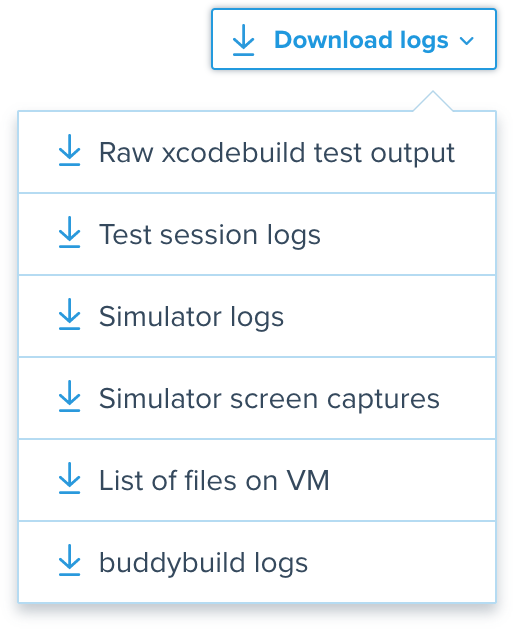 Download logs
Raw xcodebuild test output
Test session logs
Simulator logs
Simulator screen captures
List of files on VM
buddybuild logs